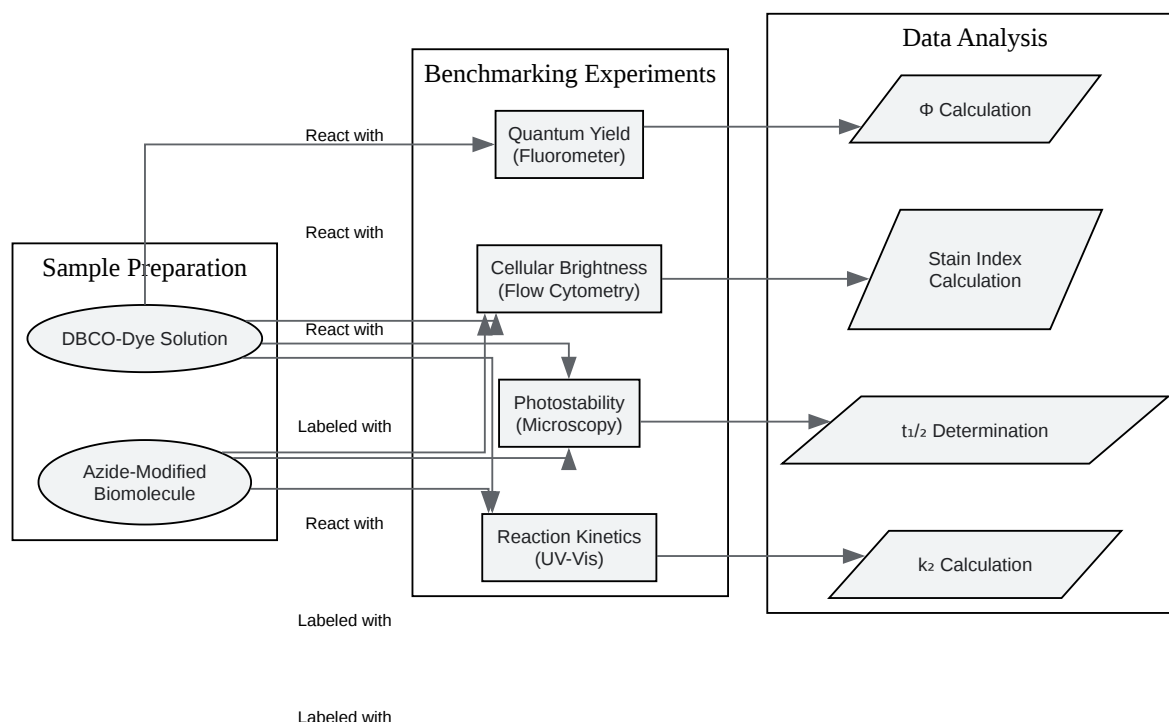 Data Analysis
Benchmarking Experiments
Φ Calculation
Quantum Yield
(Fluorometer)
React with
React with
Sample Preparation
Cellular Brightness
(Flow Cytometry)
Stain Index
Calculation
DBCO-Dye Solution
React with
Photostability
(Microscopy)
Labeled with
t₁/₂ Determination
Azide-Modified
Biomolecule
React with
Reaction Kinetics
(UV-Vis)
k₂ Calculation
Labeled with
Labeled with